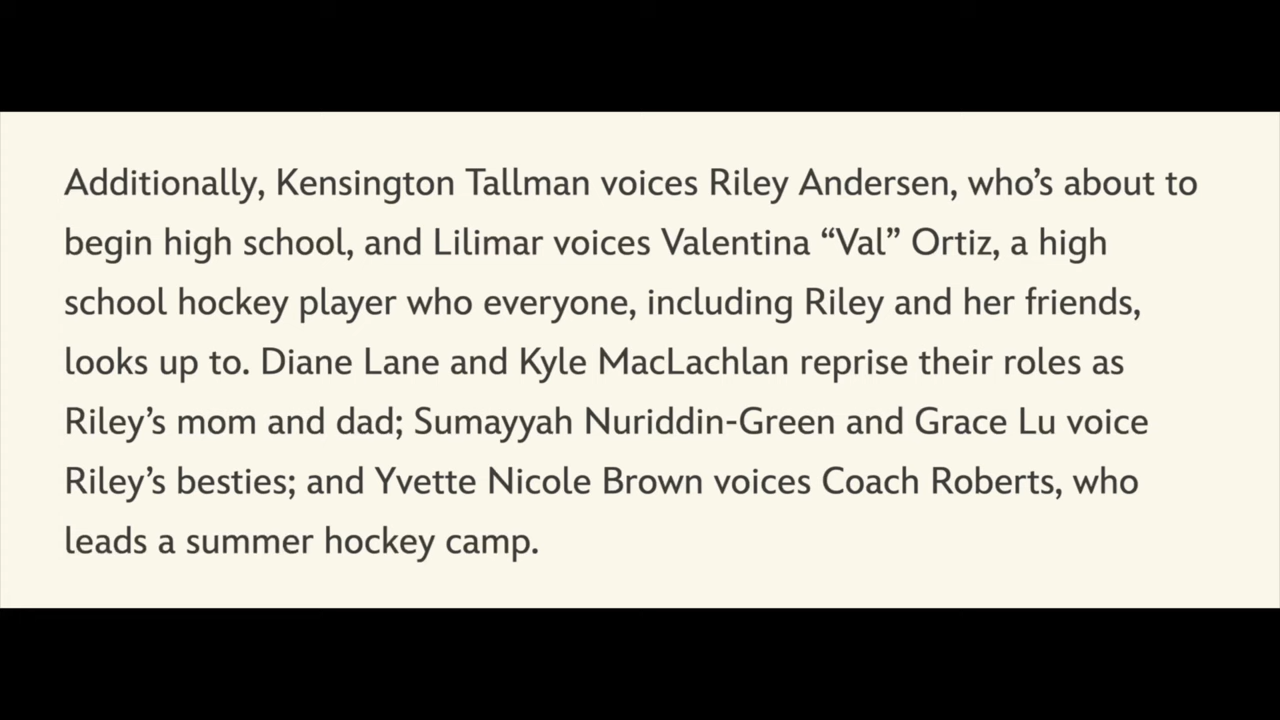 Additionally, Kensington Tallman voices Riley Andersen, who’s about to
begin high school, and Lilimar voices Valentina “Val” Ortiz, a high
school hockey player who everyone, including Riley and her friends,
looks up to. Diane Lane and Kyle MacLachlan reprise their roles as
Riley’s mom and dad; Sumayyah Nuriddin-Green and Grace Lu voice
Riley’s besties; and Yvette Nicole Brown voices Coach Roberts, who
leads a summer hockey camp.